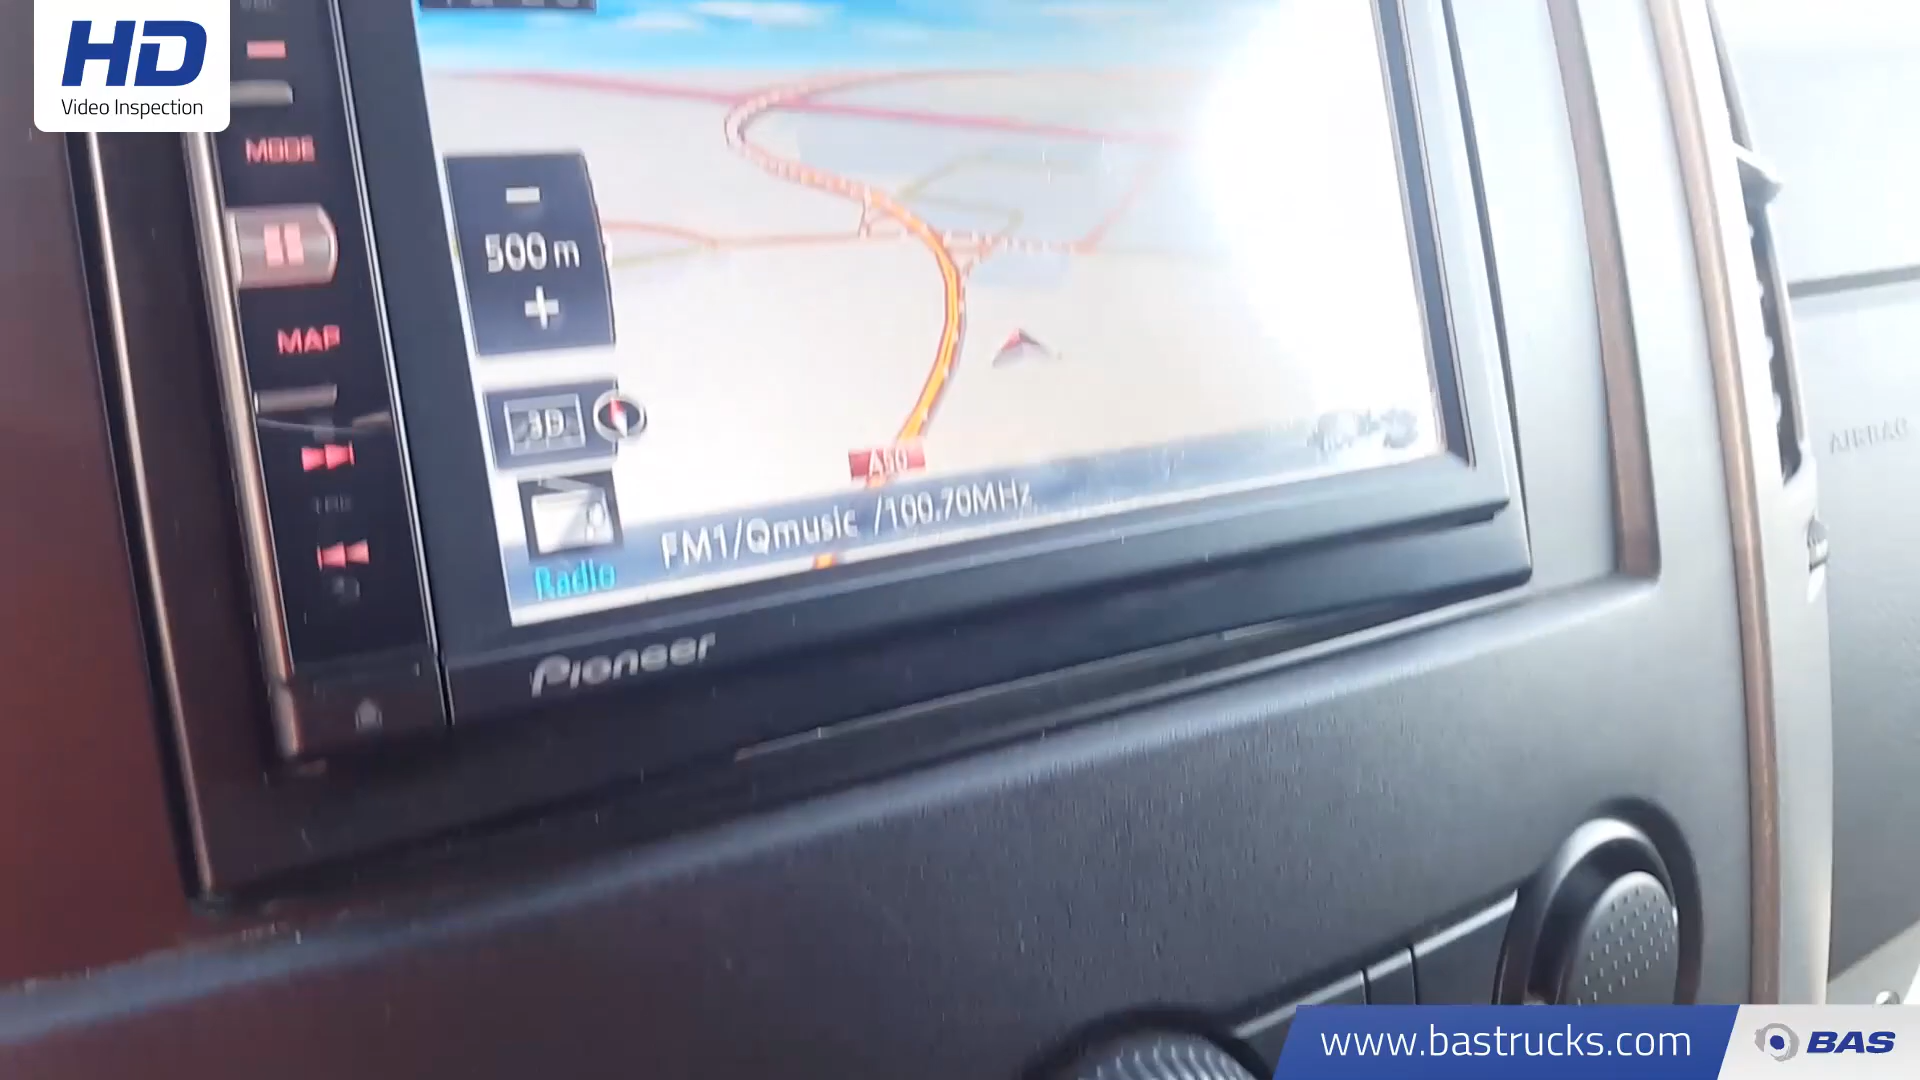 HD
Video Inspection
MODE
500 m
MAP
3D
A50
FM1/Qmusic /100.70MHz
Radio
Pioneer
AIRBAG
www.bastrucks.com
BAS